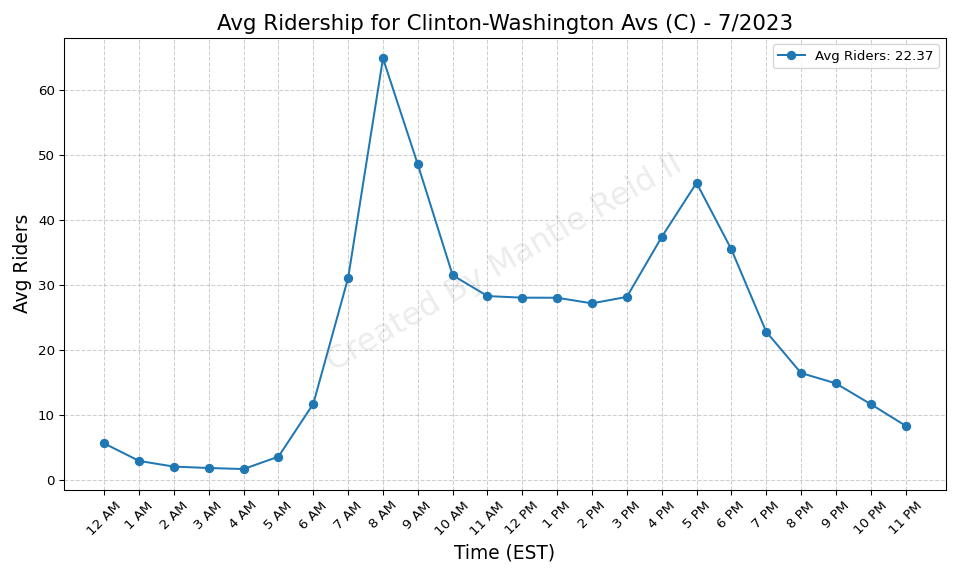 Avg Ridership for Clinton-Washington Avs (C) - 7/2023
Avg Riders: 22.37
60
50
40
30
20
10
0
Avg Riders
Created By Mantle Reid II
12 AM
1 AM
2 AM
3 AM
4 AM
5 AM
6 AM
7 AM
8 AM
9 AM
10 AM
11 AM
12 PM
1 PM
2 PM
3 PM
4 PM
5 PM
6 PM
7 PM
8 PM
9 PM
10 PM
11 PM
Time (EST)